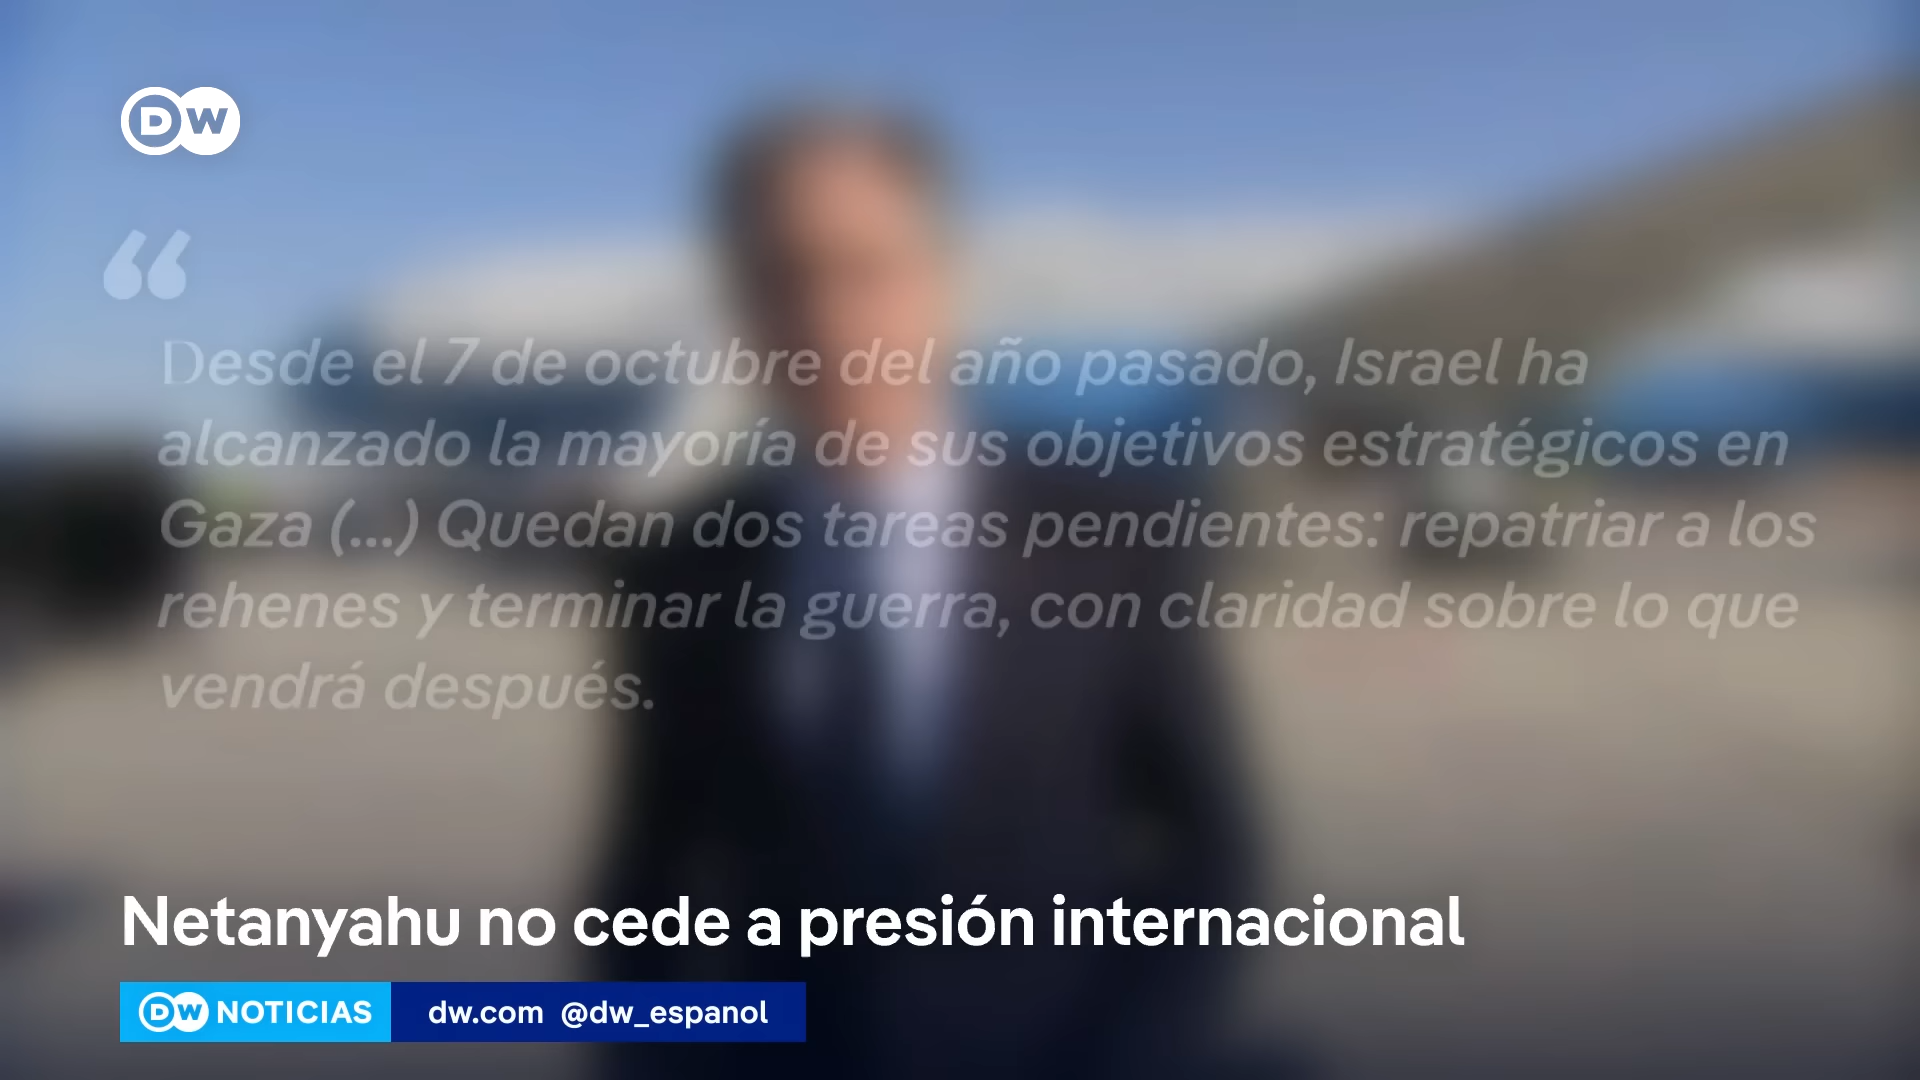 DW
“
Desde el 7 de octubre del año pasado, Israel ha
alcanzado la mayoría de sus objetivos estratégicos en
Gaza (...) Quedan dos tareas pendientes: repatriar a los
rehenes y terminar la guerra, con claridad sobre lo que
vendrá después.
Netanyahu no cede a presión internacional
DW NOTICIAS dw.com @dw_espanol